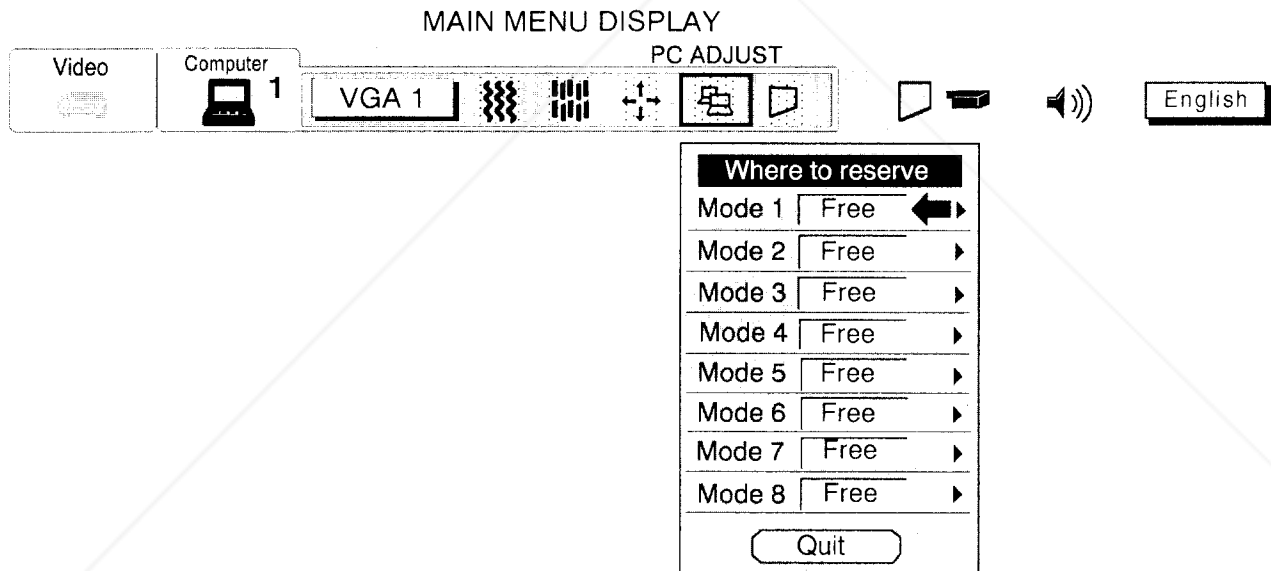 MAIN MENU DISPLAY
PC ADJUST
Video
Computer
1
VGA 1
English
Where to reserve
Mode 1 Free
Mode 2 Free
Mode 3 Free
Mode 4 Free
Mode 5 Free
Mode 6 Free
Mode 7 Free
Mode 8 Free
Quit